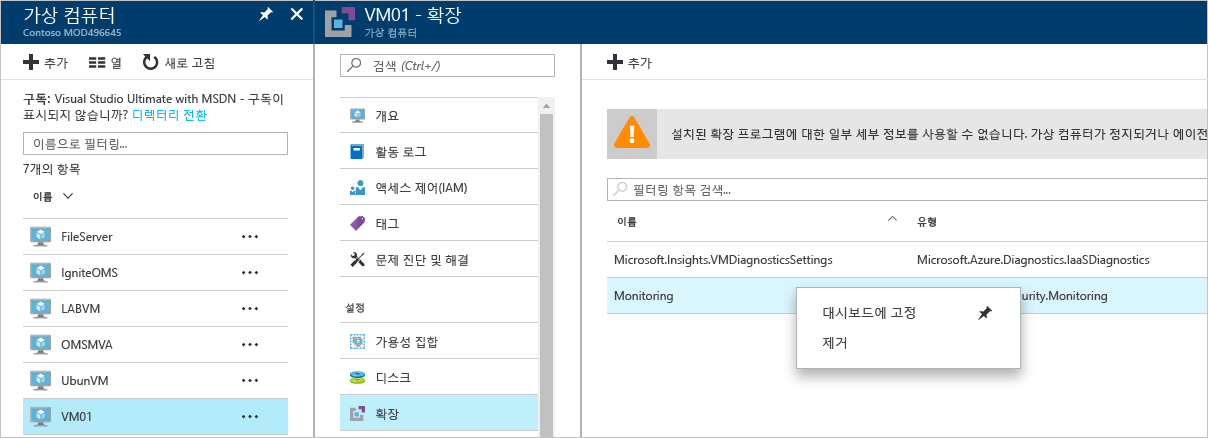 가상 컴퓨터
Contoso MOD496645
추가
열
새로 고침
구독: Visual Studio Ultimate with MSDN - 구독이
표시되지 않습니까? 디렉터리 전환
이름으로 필터링...
7개의 항목
이름
FileServer
IgniteOMS
LABVM
OMSMVA
UbunVM
VM01
VM01 - 확장
가상 컴퓨터
검색 (Ctrl+/)
개요
활동 로그
액세스 제어(IAM)
태그
문제 진단 및 해결
설정
가용성 집합
디스크
확장
추가
설치된 확장 프로그램에 대한 일부 세부 정보를 사용할 수 없습니다. 가상 컴퓨터가 정지되거나 에이전
필터링 항목 검색...
이름 유형
Microsoft.Insights.VMDiagnosticsSettings Microsoft.Azure.Diagnostics.IaaSDiagnostics
Monitoring urity.Monitoring
대시보드에 고정
제거